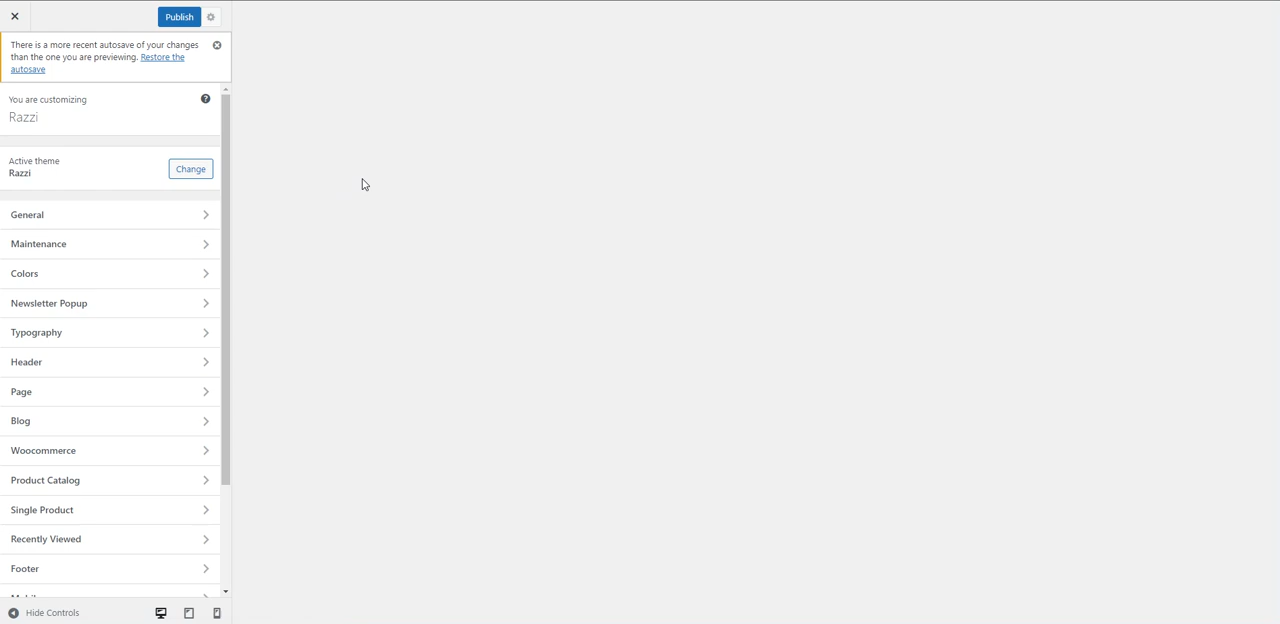 Publish
There is a more recent autosave of your changes
than the one you are previewing. Restore the
autosave
You are customizing
Razzi
Active theme
Razzi
Change
General
Maintenance
Colors
Newsletter Popup
Typography
Header
Page
Blog
Woocommerce
Product Catalog
Single Product
Recently Viewed
Footer
Hide Controls